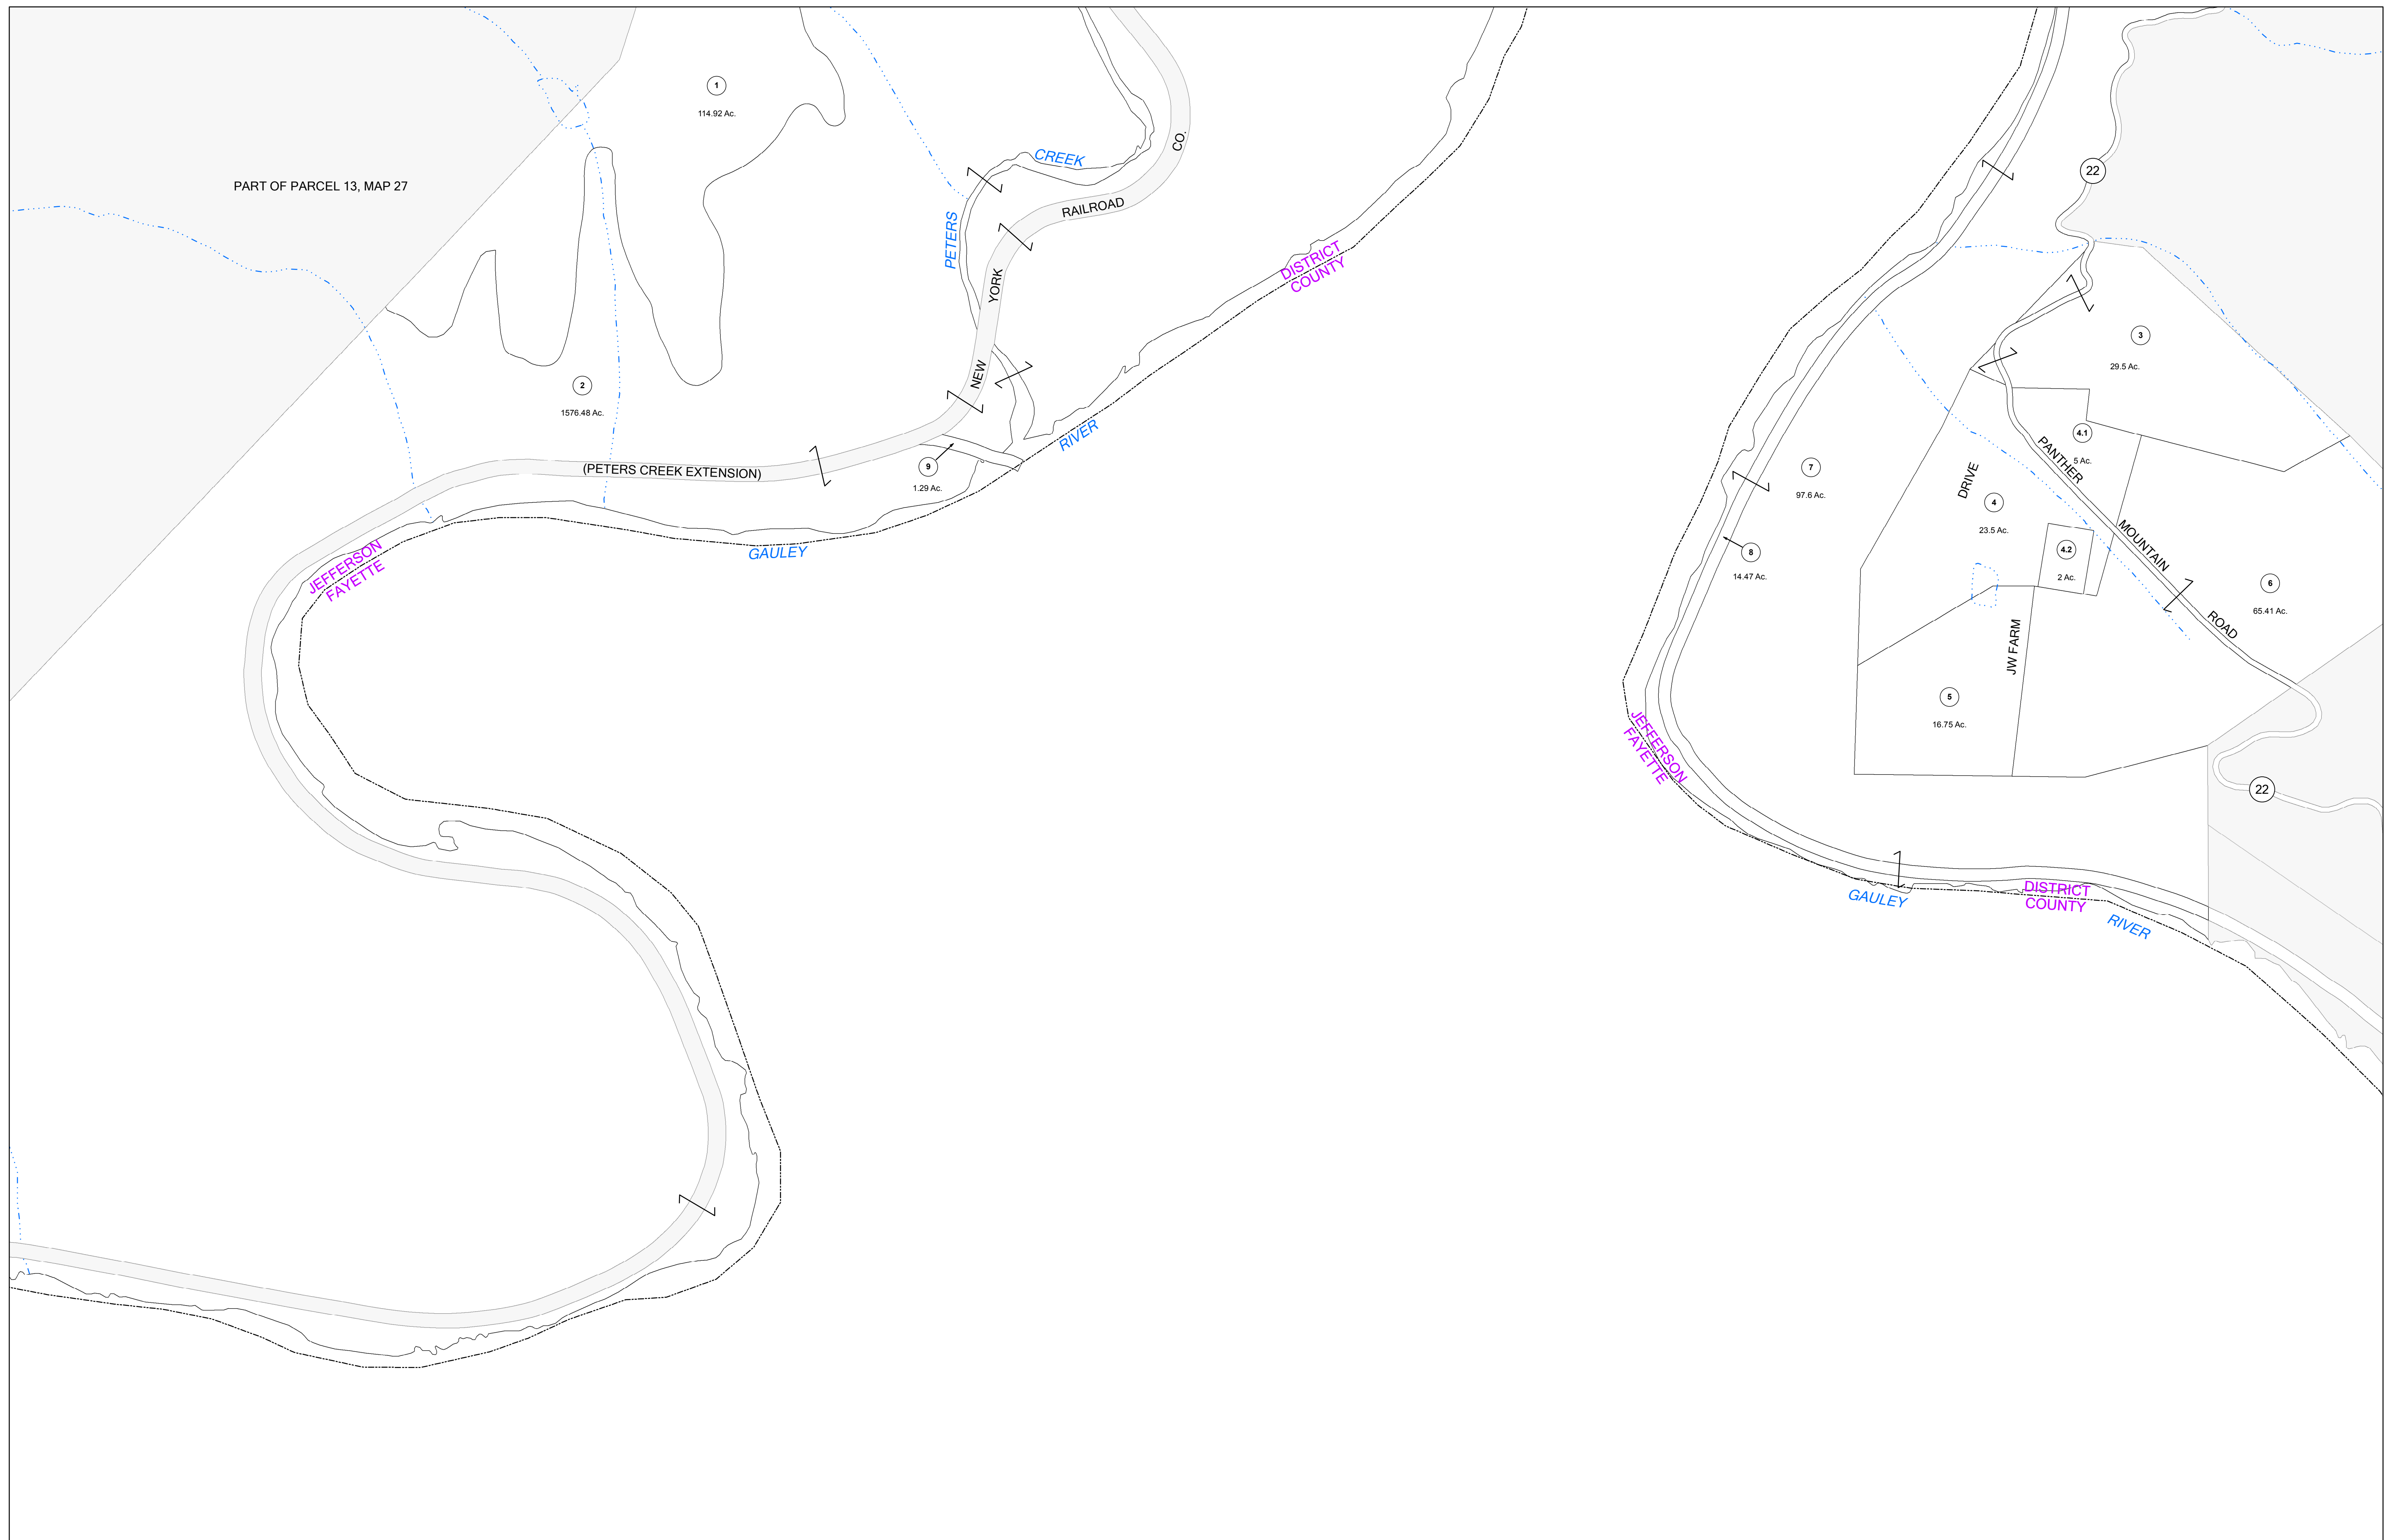 1
114.92 Ac.
PART OF PARCEL 13, MAP 27
CREEK
PETERS
CO.
RAILROAD
YORK
NEW
DISTRICT
COUNTY
RIVER
2
1576.48 Ac.
(PETERS CREEK EXTENSION)
9
1.29 Ac.
GAULEY
JEFFERSON
FAYETTE
22
3
29.5 Ac.
4.1
5 Ac.
PANTHER
MOUNTAIN
ROAD
DRIVE
4
23.5 Ac.
4.2
2 Ac.
7
97.6 Ac.
8
14.47 Ac.
6
65.41 Ac.
JW FARM
5
16.75 Ac.
JEFFERSON
FAYETTE
22
GAULEY
DISTRICT
COUNTY
RIVER